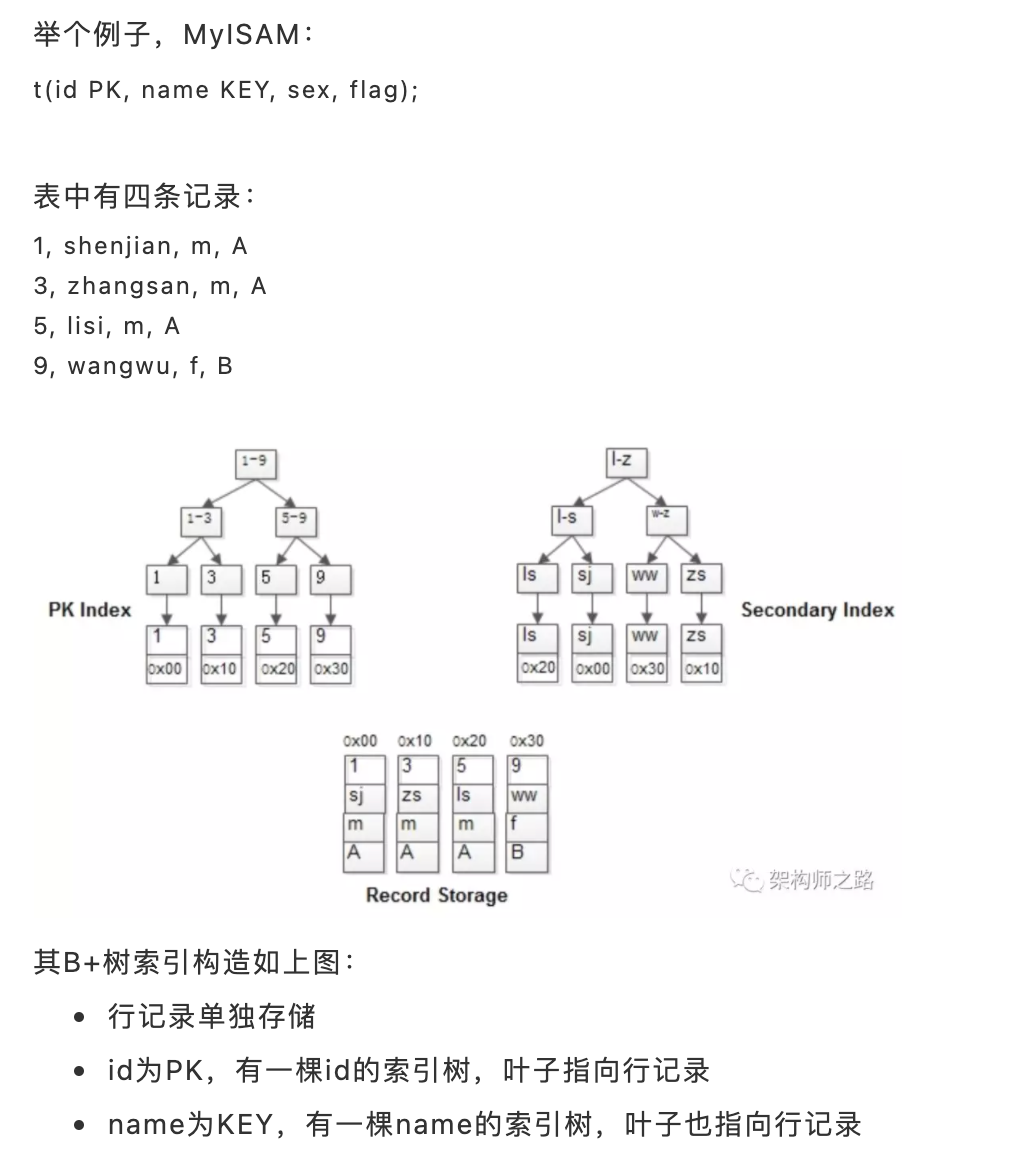 举个例子，MyISAM：
t(id PK, name KEY, sex, flag);
表中有四条记录：
1, shenjian, m, A
3, zhangsan, m, A
5, lisi, m, A
9, wangwu, f, B
1-9
l-z
1-3 5-9
l-s w-z
1 3 5 9
ls sj ww zs
PK Index
Secondary Index
1 3 5 9
ls sj ww zs
0x00 0x10 0x20 0x30
0x20 0x00 0x30 0x10
0x00 0x10 0x20 0x30
1 3 5 9
sj zs ls ww
m m m f
A A A B
Record Storage
架构师之路
其B+树索引构造如上图：
• 行记录单独存储
• id为PK，有一棵id的索引树，叶子指向行记录
• name为KEY，有一棵name的索引树，叶子也指向行记录